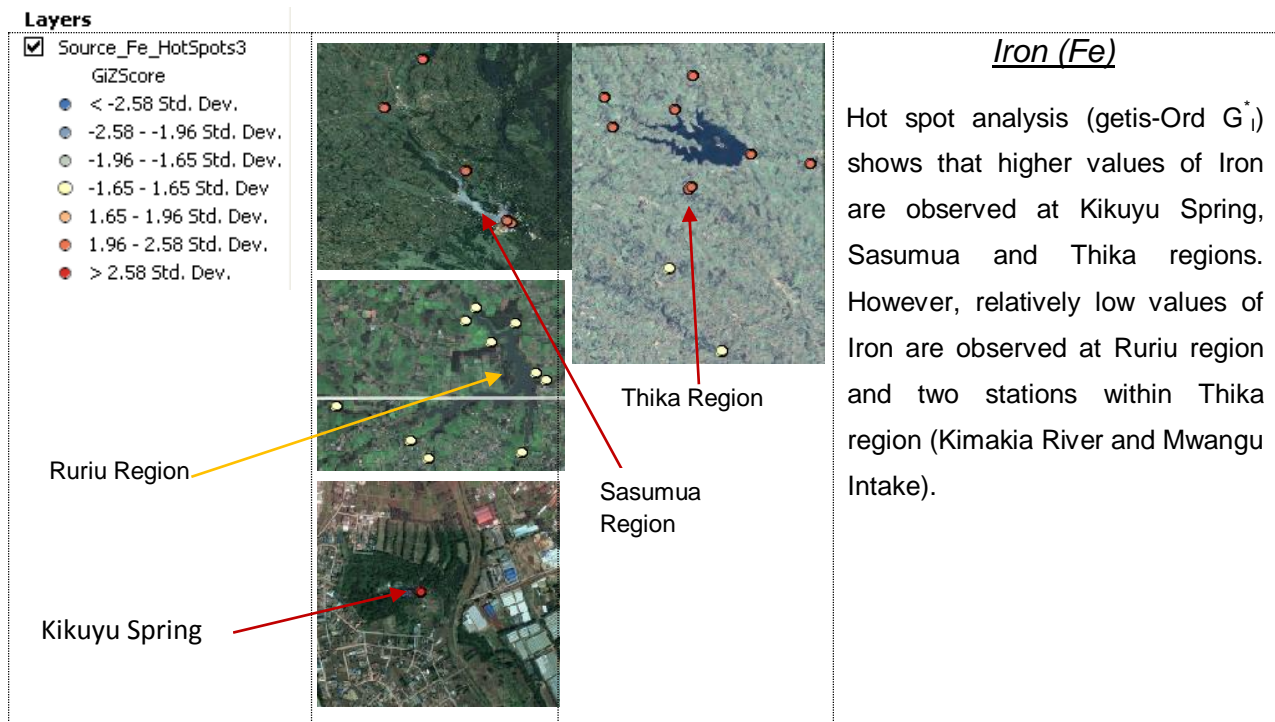 Layers
Source_Fe_HotSpots3
GiZScore
< -2.58 Std. Dev.
-2.58 - -1.96 Std. Dev.
-1.96 - -1.65 Std. Dev.
-1.65 - 1.65 Std. Dev
1.65 - 1.96 Std. Dev.
1.96 - 2.58 Std. Dev.
> 2.58 Std. Dev.
Ruriu Region
Kikuyu Spring
Thika Region
Sasumua
Region
Iron (Fe)
Hot spot analysis (getis-Ord G*I)
shows that higher values of Iron
are observed at Kikuyu Spring,
Sasumua and Thika regions.
However, relatively low values of
Iron are observed at Ruriu region
and two stations within Thika
region (Kimakia River and Mwangu
Intake).